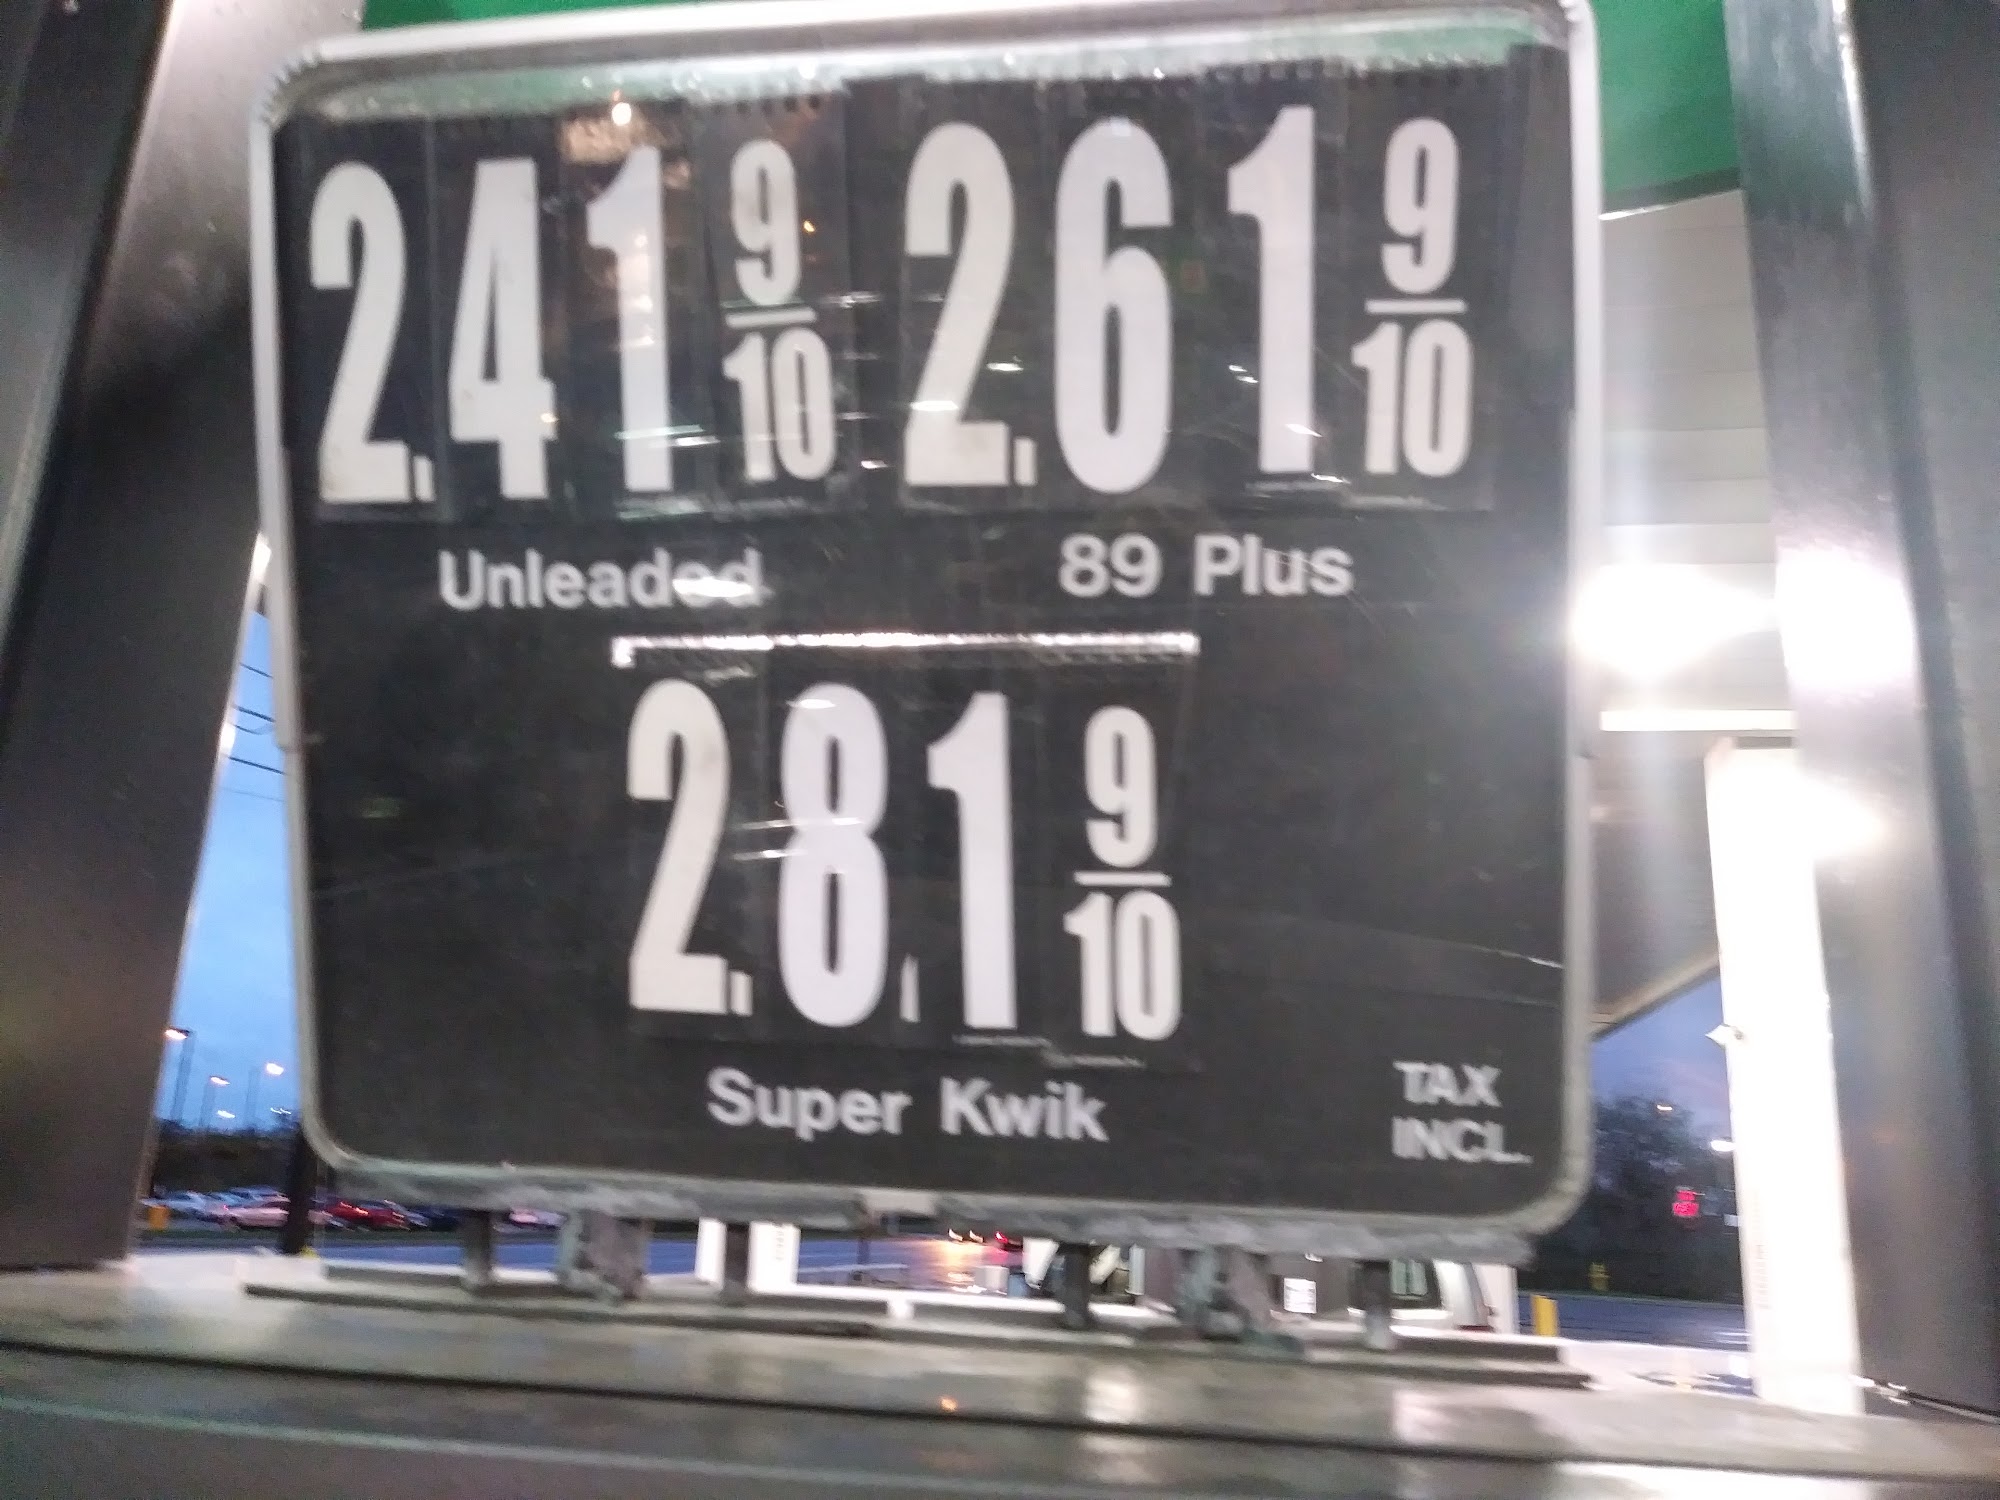 2.41 9/10 2.61 9/10
Unleaded 89 Plus
2.81 9/10
Super Kwik
TAX
INCL.